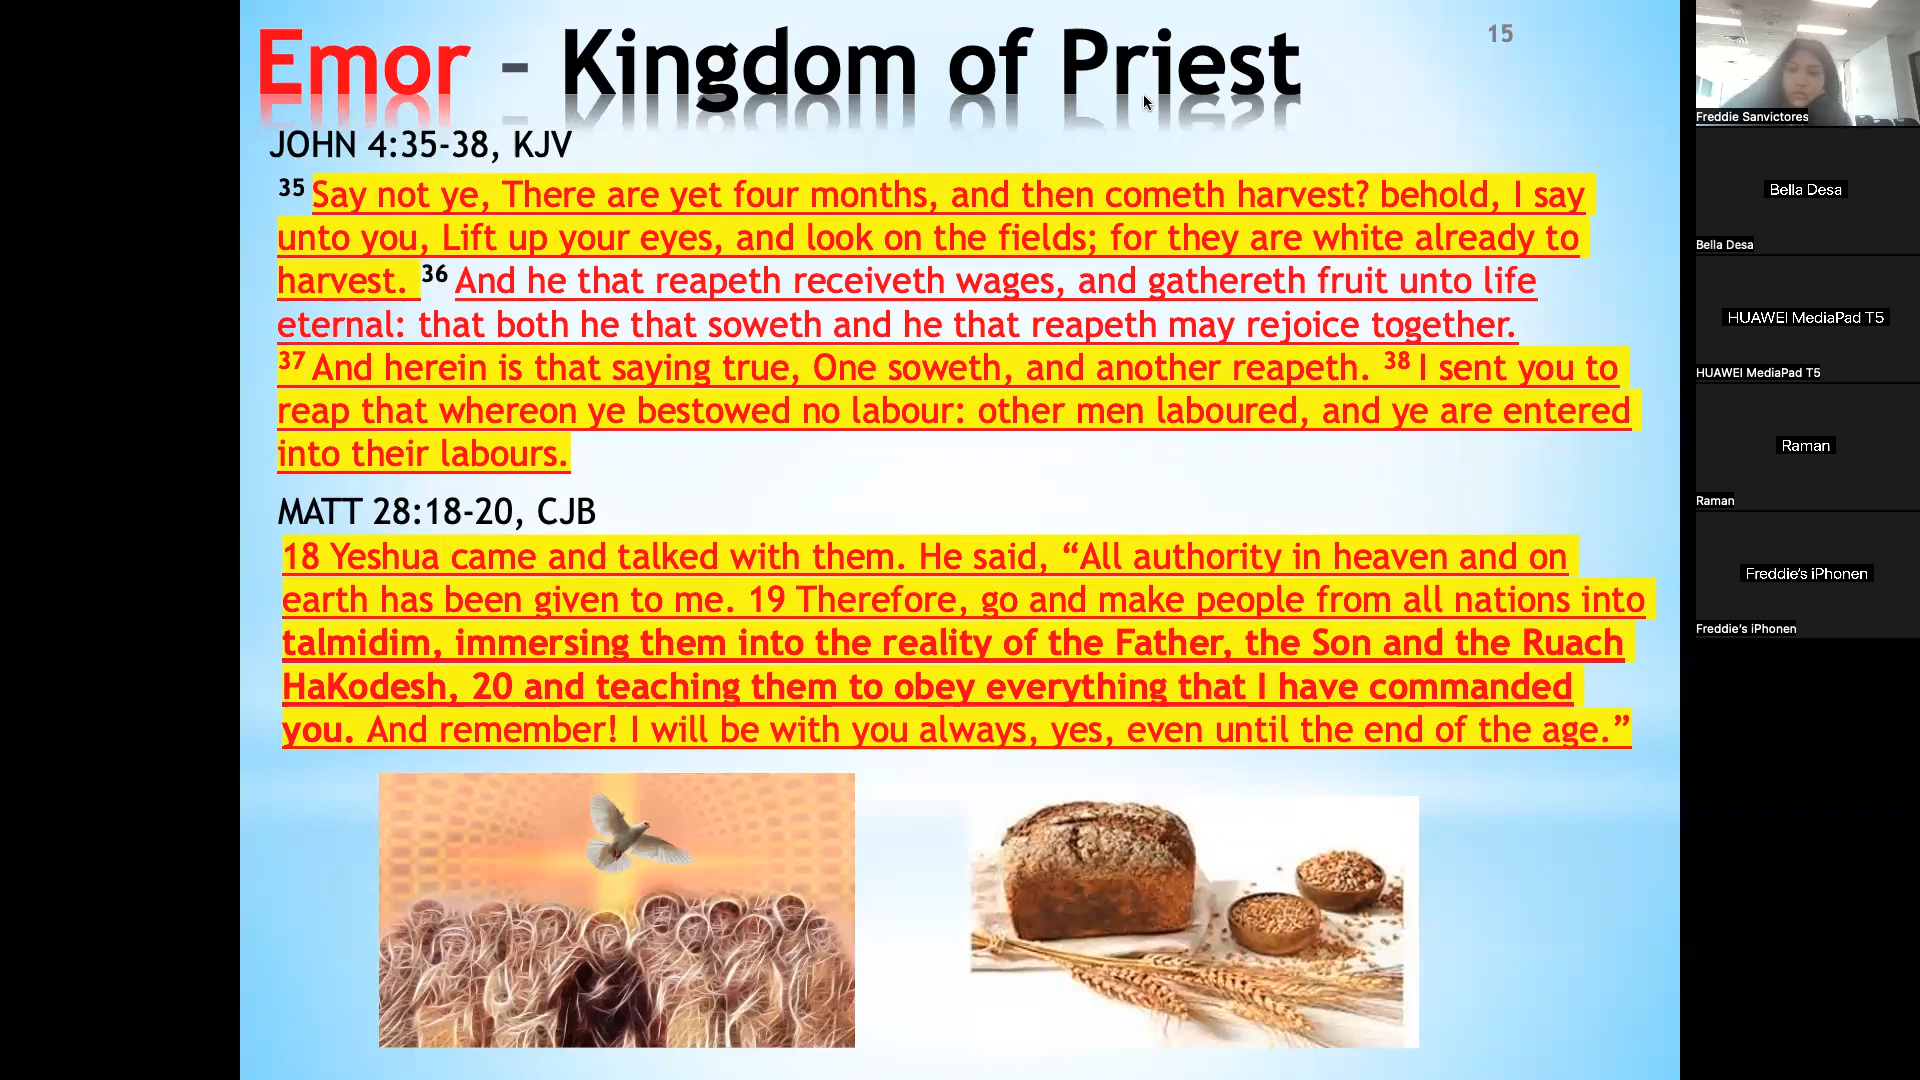 Emor - Kingdom of Priest
15
JOHN 4:35-38, KJV
35 Say not ye, There are yet four months, and then cometh harvest? behold, I say
unto you, Lift up your eyes, and look on the fields; for they are white already to
harvest. 36 And he that reapeth receiveth wages, and gathereth fruit unto life
eternal: that both he that soweth and he that reapeth may rejoice together.
37 And herein is that saying true, One soweth, and another reapeth. 38 I sent you to
reap that whereon ye bestowed no labour: other men laboured, and ye are entered
into their labours.
MATT 28:18-20, CJB
18 Yeshua came and talked with them. He said, “All authority in heaven and on
earth has been given to me. 19 Therefore, go and make people from all nations into
talmidim, immersing them into the reality of the Father, the Son and the Ruach
HaKodesh, 20 and teaching them to obey everything that I have commanded
you. And remember! I will be with you always, yes, even until the end of the age.”
Freddie Sanvictores
Bella Desa
Bella Desa
HUAWEI MediaPad T5
HUAWEI MediaPad T5
Raman
Raman
Freddie's iPhonen
Freddie's iPhonen